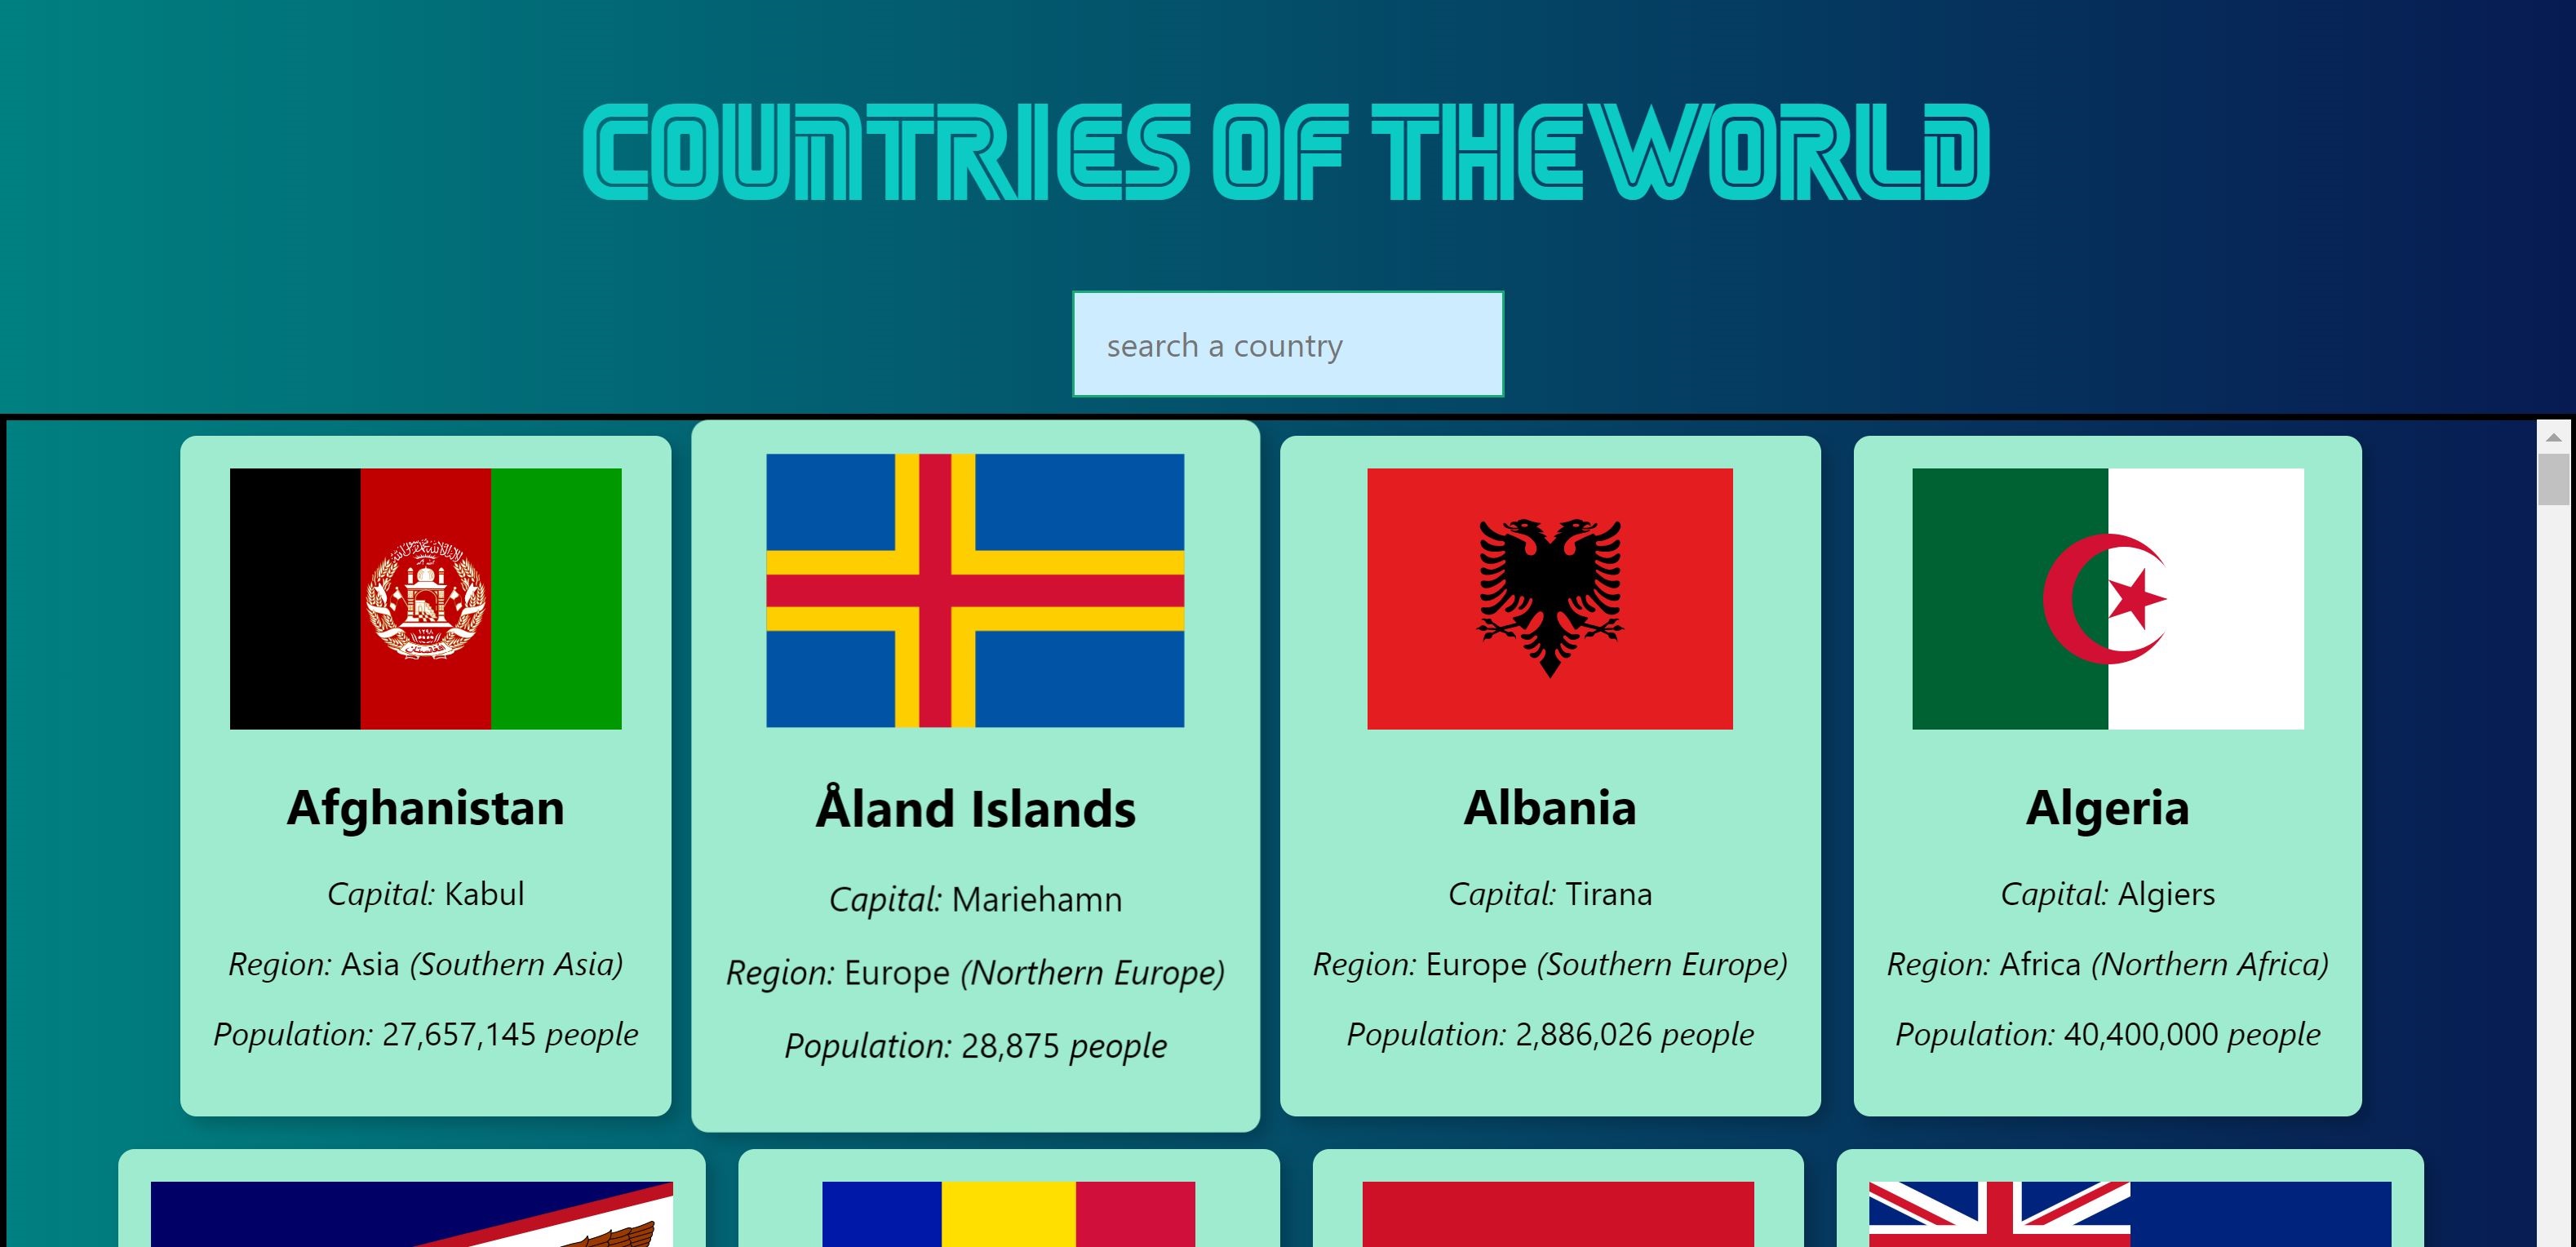 COUNTRIES OF THE WORLD
search a country
Afghanistan
Capital: Kabul
Region: Asia (Southern Asia)
Population: 27,657,145 people
Åland Islands
Capital: Mariehamn
Region: Europe (Northern Europe)
Population: 28,875 people
Albania
Capital: Tirana
Region: Europe (Southern Europe)
Population: 2,886,026 people
Algeria
Capital: Algiers
Region: Africa (Northern Africa)
Population: 40,400,000 people